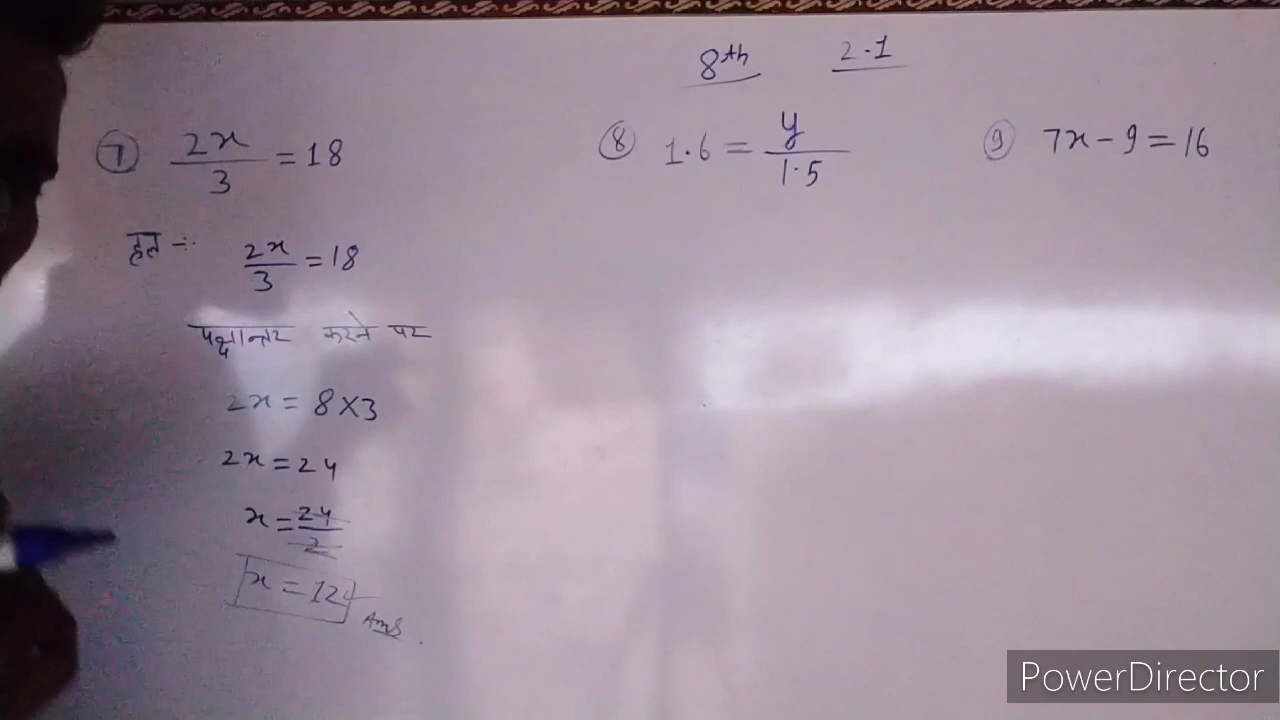 8th 2.1
7 2x/3 = 18
हल :-
2x/3 = 18
पक्षान्तर करने पर
2x = 8×3
2x = 24
x = 24/2
x = 12 Ans.
8 1.6 = y/1.5
9 7x - 9 = 16
PowerDirector